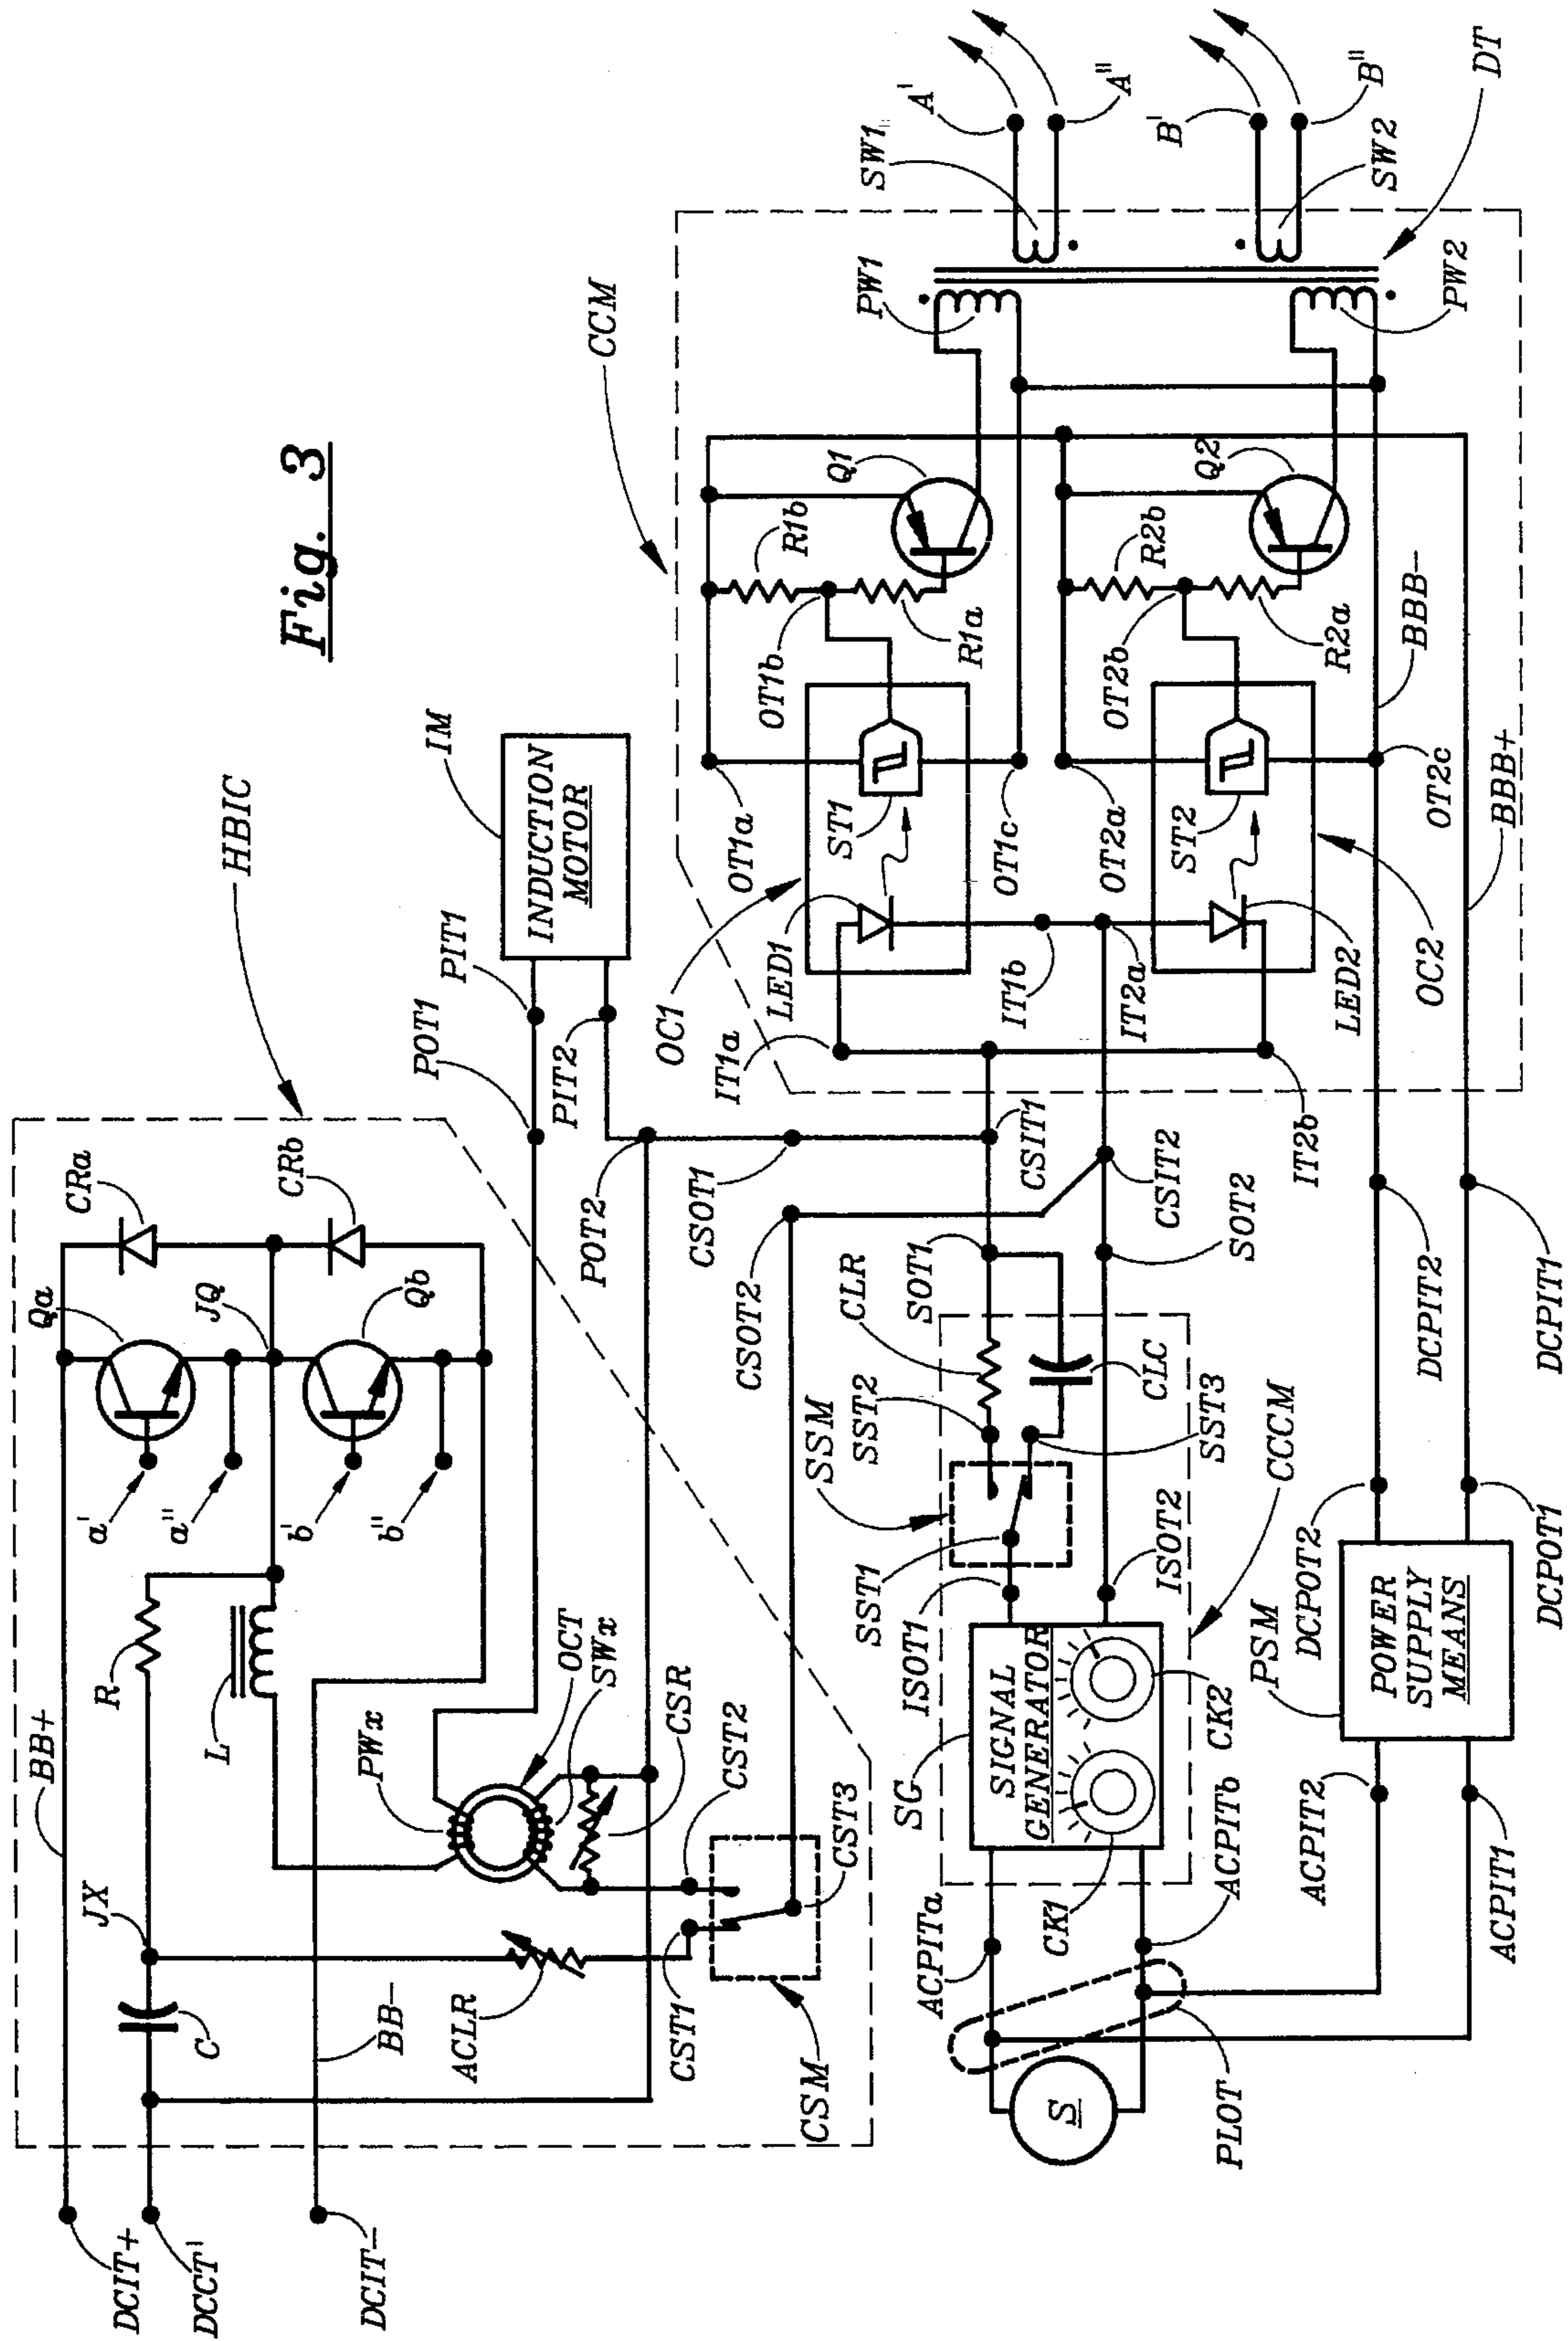 Fig. 3
HBIC
CCM
DCIT+
DCCT'
DCIT-
BB+
BB-
JX
C
R
L
Qa
JQ
Qb
CRa
CRb
a'
a"
b'
b"
PWx
OCT
SWx
CSR
CST2
CST3
CST1
CSM
ACLR
POT1
PIT1
PIT2
POT2
IM
INDUCTION
MOTOR
CSOT1
CSOT2
CSIT1
CSIT2
SOT1
SOT2
CLR
CLC
SST2
SST3
SSM
SST1
ISOT1
ISOT2
CCCM
SG
SIGNAL
GENERATOR
CK1
CK2
ACPITa
ACPITb
S
PLOT
ACPIT2
ACPIT1
PSM
POWER
SUPPLY
MEANS
DCPOT2
DCPOT1
DCPIT2
DCPIT1
OC1
LED1
IT1a
IT1b
IT2a
IT2b
LED2
OC2
ST1
ST2
OT1a
OT1b
OT1c
OT2a
OT2b
OT2c
R1b
R1a
R2b
R2a
Q1
Q2
BBB-
BBB+
PW1
PW2
SW1
SW2
A'
A"
B'
B"
DT